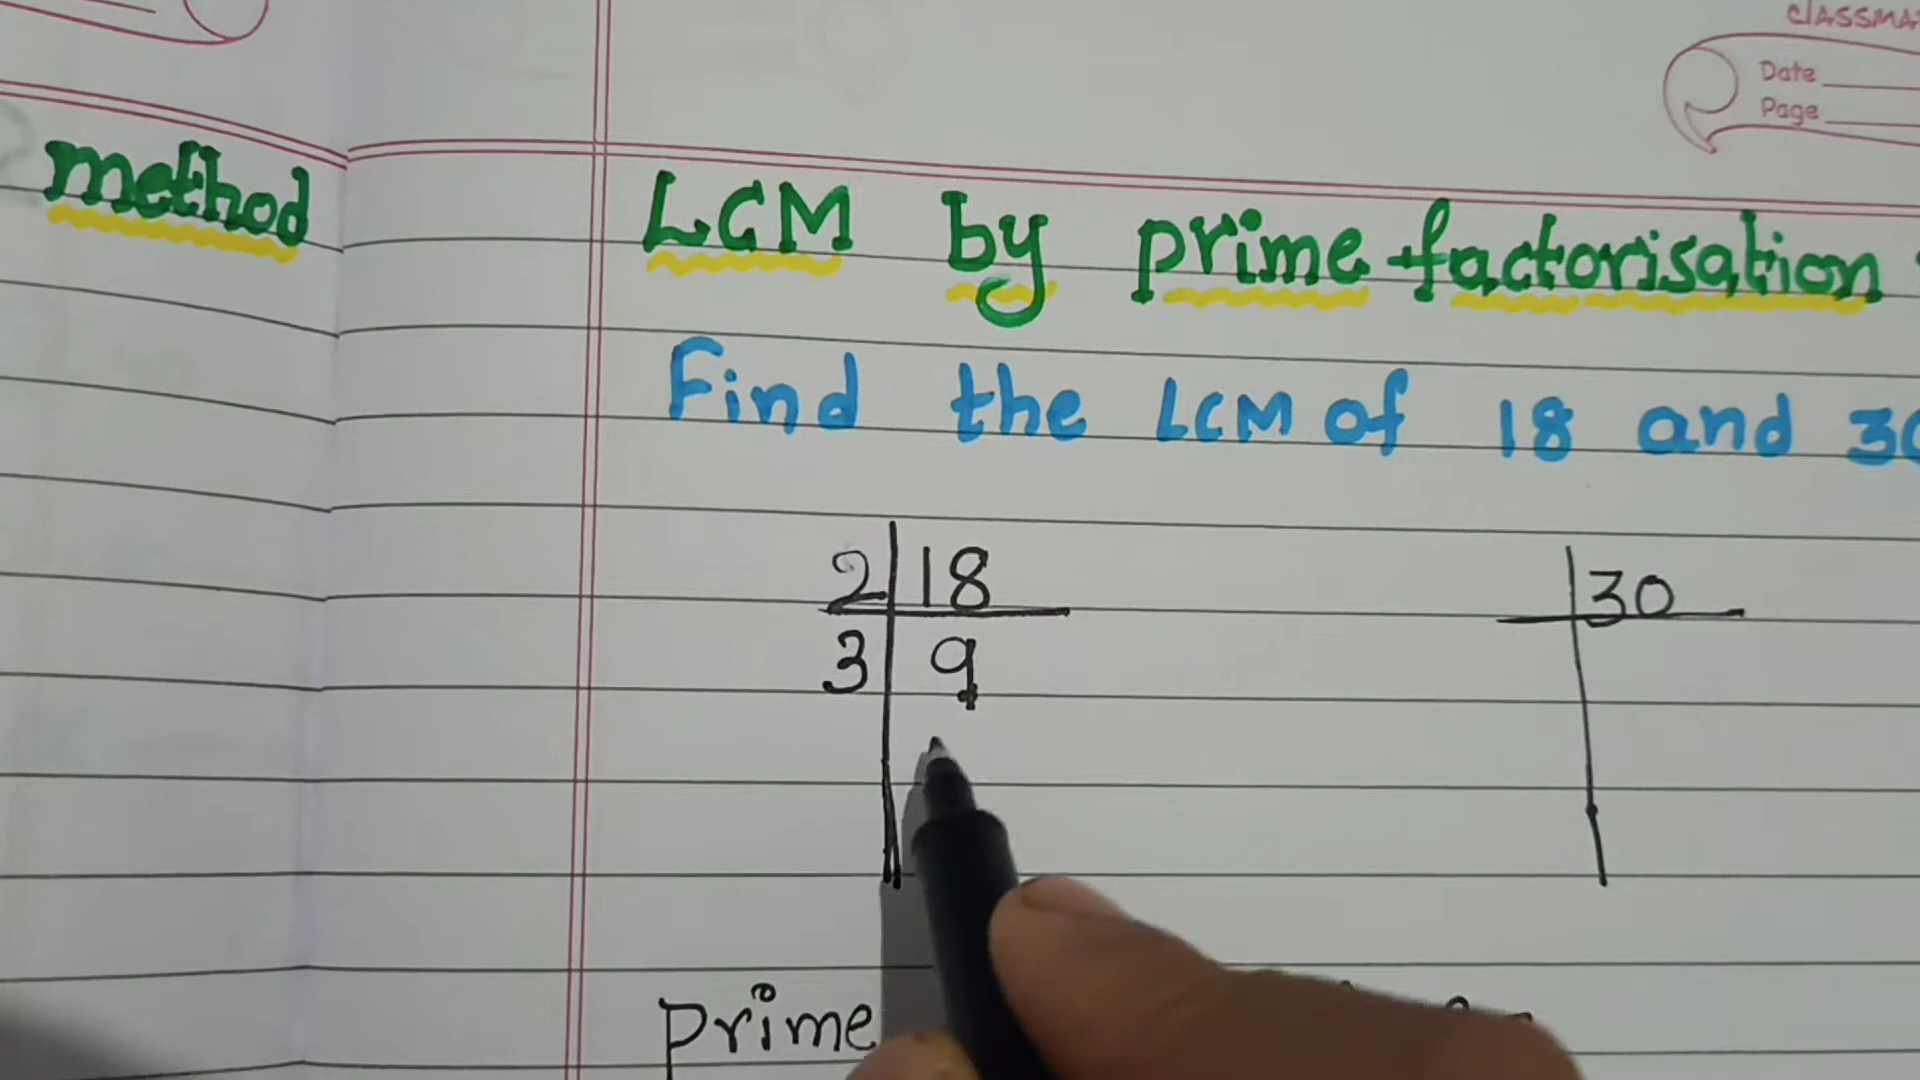 CLASSMA
Date
Page
method
LCM by prime factorisation
Find the LCM of 18 and 30
2 18
3 9
30
prime